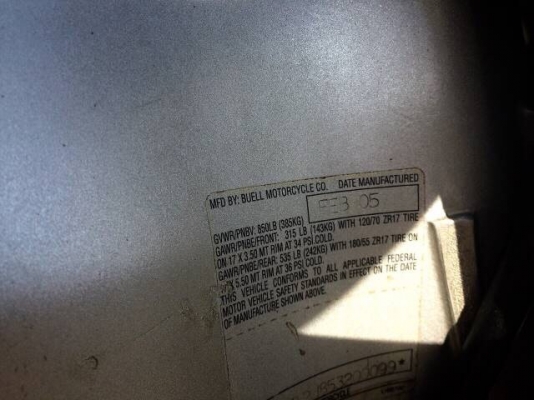 MFD BY: BUELL MOTORCYCLE CO. DATE MANUFACTURED
FEB 05
GVWR/PNBV: 850LB (385KG)
GAWR/PNBE/FRONT: 315 LB (143KG) WITH 120/70 ZR17 TIRE
ON 17 X 3.50 MT RIM AT 34 PSI COLD.
GAWR/PNBE/REAR: 535 LB (242KG) WITH 180/55 ZR17 TIRE ON
X 5.50 MT RIM AT 36 PSI COLD.
THIS VEHICLE CONFORMS TO ALL APPLICABLE FEDERAL
MOTOR VEHICLE SAFETY STANDARDS IN EFFECT ON THE DATE
OF MANUFACTURE SHOWN ABOVE.